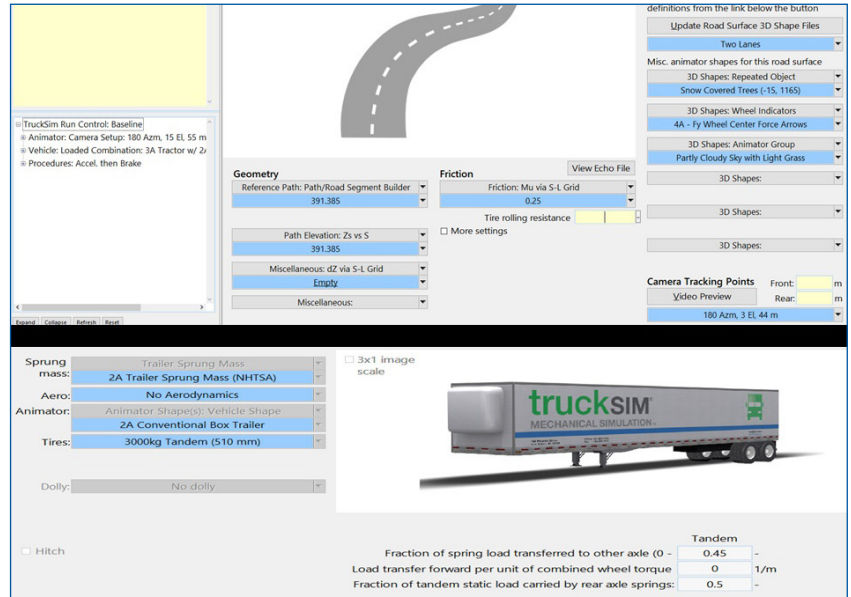 definitions from the link below the button
Update Road Surface 3D Shape Files
Two Lanes
Misc. animator shapes for this road surface
3D Shapes: Repeated Object
Snow Covered Trees (-15, 1165)
3D Shapes: Wheel Indicators
4A - Fy Wheel Center Force Arrows
3D Shapes: Animator Group
Partly Cloudy Sky with Light Grass
3D Shapes:
3D Shapes:
3D Shapes:
Camera Tracking Points Front: m
Video Preview Rear: m
180 Azm, 3 El, 44 m
TruckSim Run Control: Baseline
Animator: Camera Setup: 180 Azm, 15 El, 55 m
Vehicle: Loaded Combination: 3A Tractor w/ 2
Procedures: Accel. then Brake
Expand Collapse Refresh Reset
View Echo File
Geometry
Reference Path: Path/Road Segment Builder
391.385
Path Elevation: Zs vs S
391.385
Miscellaneous: dZ via S-L Grid
Empty
Miscellaneous:
Friction
Friction: Mu via S-L Grid
0.25
Tire rolling resistance
More settings
Sprung mass:
Trailer Sprung Mass
2A Trailer Sprung Mass (NHTSA)
Aero: No Aerodynamics
Animator: Animator Shape(s): Vehicle Shape
2A Conventional Box Trailer
Tires: 3000kg Tandem (510 mm)
Dolly: No dolly
Hitch
3x1 image
scale
truckSIM
MECHANICAL SIMULATION
Tandem
Fraction of spring load transferred to other axle (0 - 0.45 -
Load transfer forward per unit of combined wheel torque 0 1/m
Fraction of tandem static load carried by rear axle springs: 0.5 -